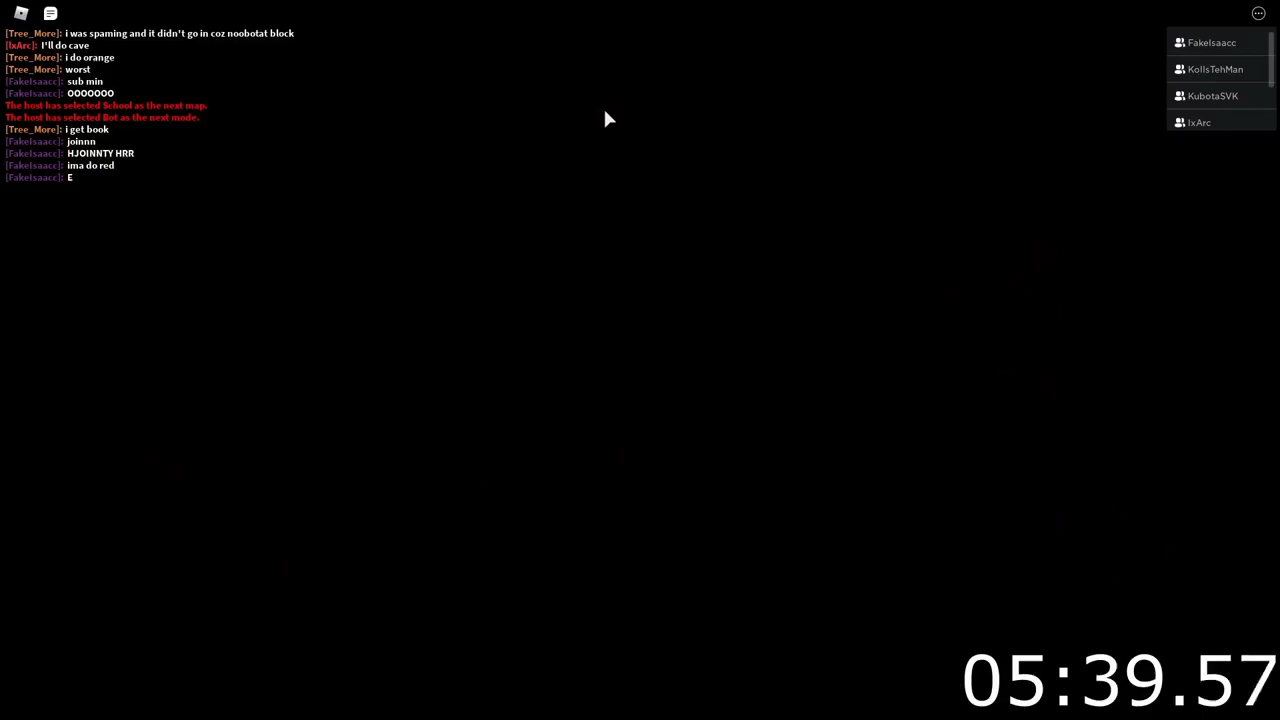 [Tree_More]: i was spaming and it didn't go in coz noobotat block
[IxArc]: I'll do cave
[Tree_More]: i do orange
[Tree_More]: worst
[FakeIsaacc]: sub min
[FakeIsaacc]: OOOOOOO
The host has selected School as the next map.
The host has selected Bot as the next mode.
[Tree_More]: i get book
[FakeIsaacc]: joinnn
[FakeIsaacc]: HJOINNTY HRR
[FakeIsaacc]: ima do red
[FakeIsaacc]: E
FakeIsaacc
KollsTehMan
KubotaSVK
IxArc
05:39.57